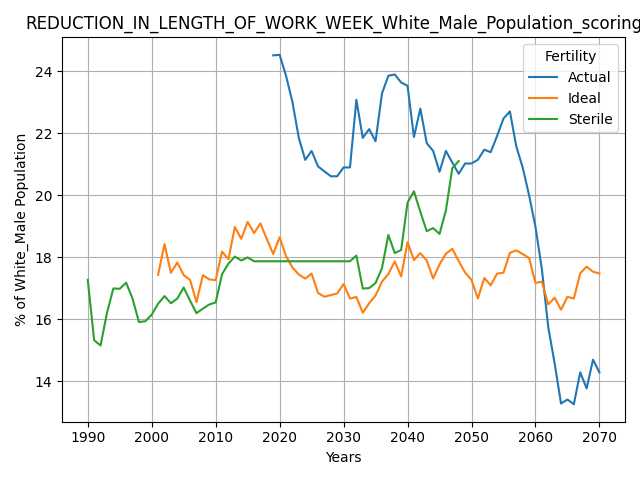 REDUCTION_IN_LENGTH_OF_WORK_WEEK_White_Male_Population_scoring
Fertility
Actual
Ideal
Sterile
% of White_Male Population
24
22
20
18
16
14
1990 2000 2010 2020 2030 2040 2050 2060 2070
Years